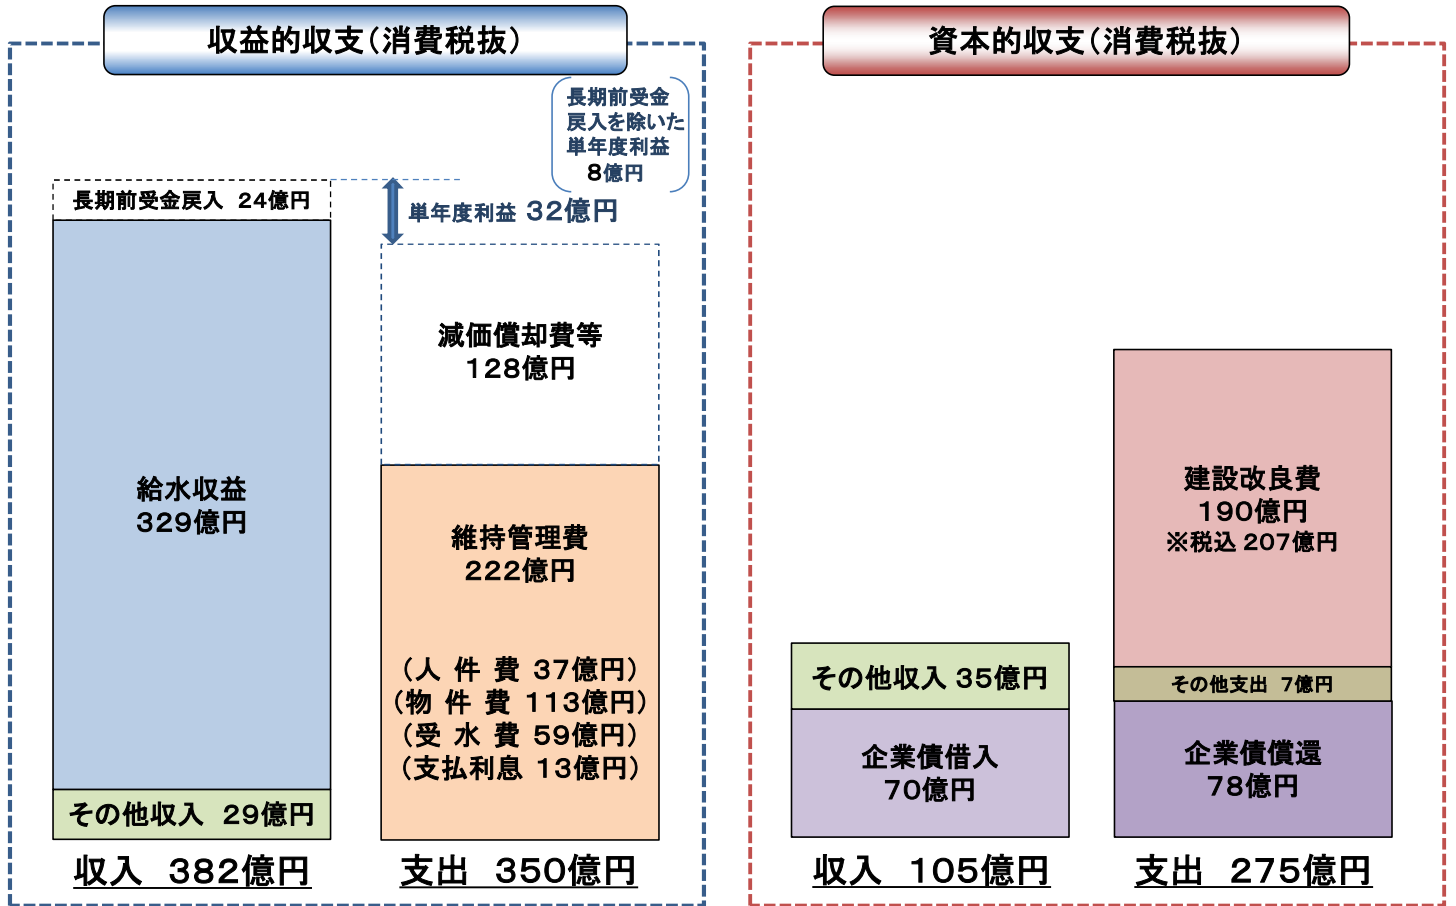 収益的収支（消費税抜）
長期前受金
戻入を除いた
単年度利益
8億円
長期前受金戻入 24億円
単年度利益 32億円
給水収益
329億円
その他収入 29億円
収入 382億円
減価償却費等
128億円
維持管理費
222億円
（人 件 費 37億円）
（物 件 費 113億円）
（受 水 費 59億円）
（支払利息 13億円）
支出 350億円
資本的収支（消費税抜）
その他収入 35億円
企業債借入
70億円
収入 105億円
建設改良費
190億円
※税込 207億円
その他支出 7億円
企業債償還
78億円
支出 275億円